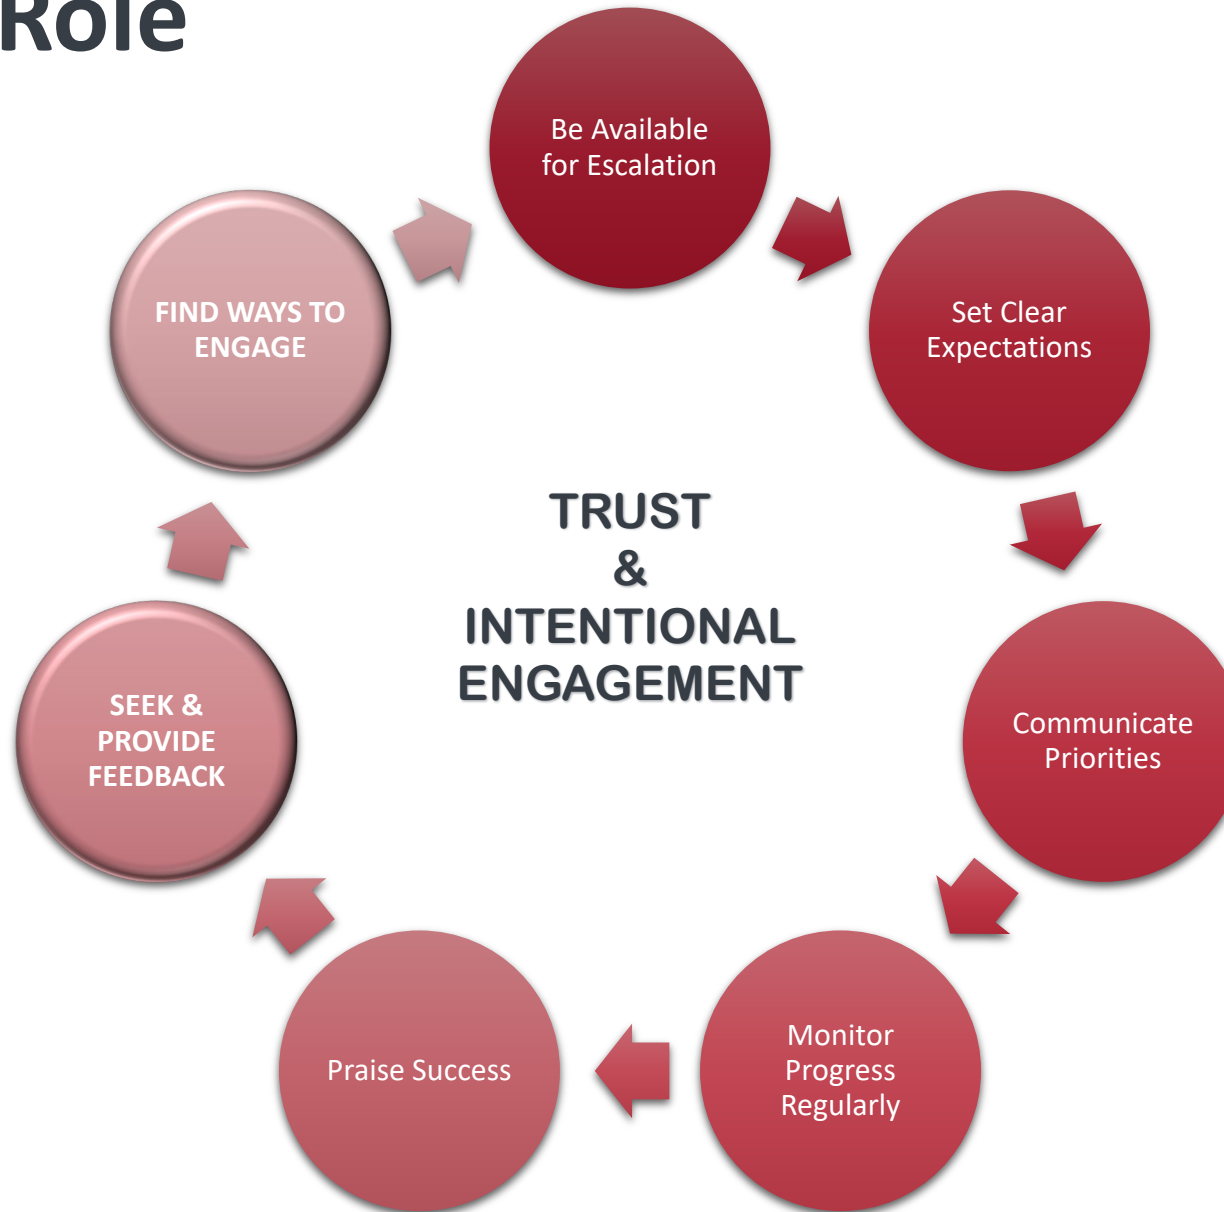 Role
Be Available
for Escalation
Set Clear
Expectations
Communicate
Priorities
Monitor
Progress
Regularly
Praise Success
SEEK &
PROVIDE
FEEDBACK
FIND WAYS TO
ENGAGE
TRUST
&
INTENTIONAL
ENGAGEMENT